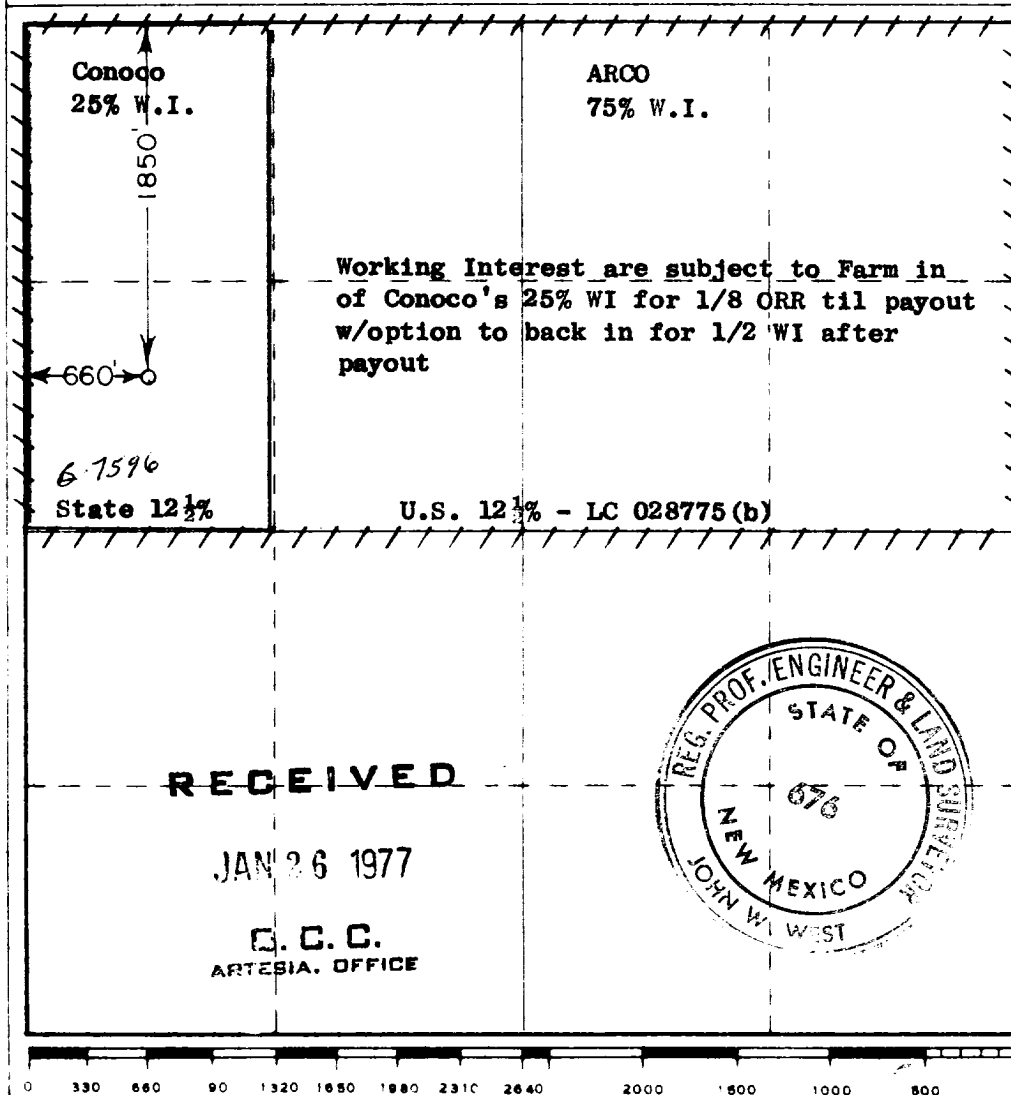 Conoco
25% W.I.
ARCO
75% W.I.
1850'
Working Interest are subject to Farm in
of Conoco's 25% WI for 1/8 ORR til payout
w/option to back in for 1/2 WI after
payout
660'
State 12½%
U.S. 12½% - LC 028775(b)
REG. PROF. ENGINEER & LAND SURVEYOR
STATE OF
NEW MEXICO
676
JOHN W. WEST
RECEIVED
JAN 26 1977
O. C. C.
ARTESIA, OFFICE
0 330 660 90 1320 1650 1980 2310 2640 2000 1500 1000 500